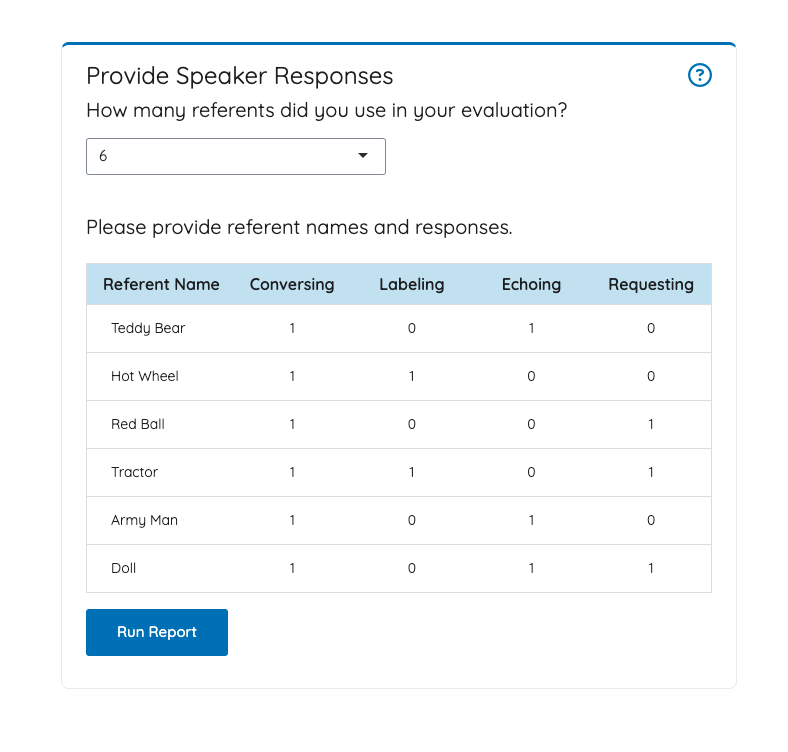 Provide Speaker Responses
?
How many referents did you use in your evaluation?
6
Please provide referent names and responses.
Referent Name Conversing Labeling Echoing Requesting
Teddy Bear 1 0 1 0
Hot Wheel 1 1 0 0
Red Ball 1 0 0 1
Tractor 1 1 0 1
Army Man 1 0 1 0
Doll 1 0 1 1
Run Report